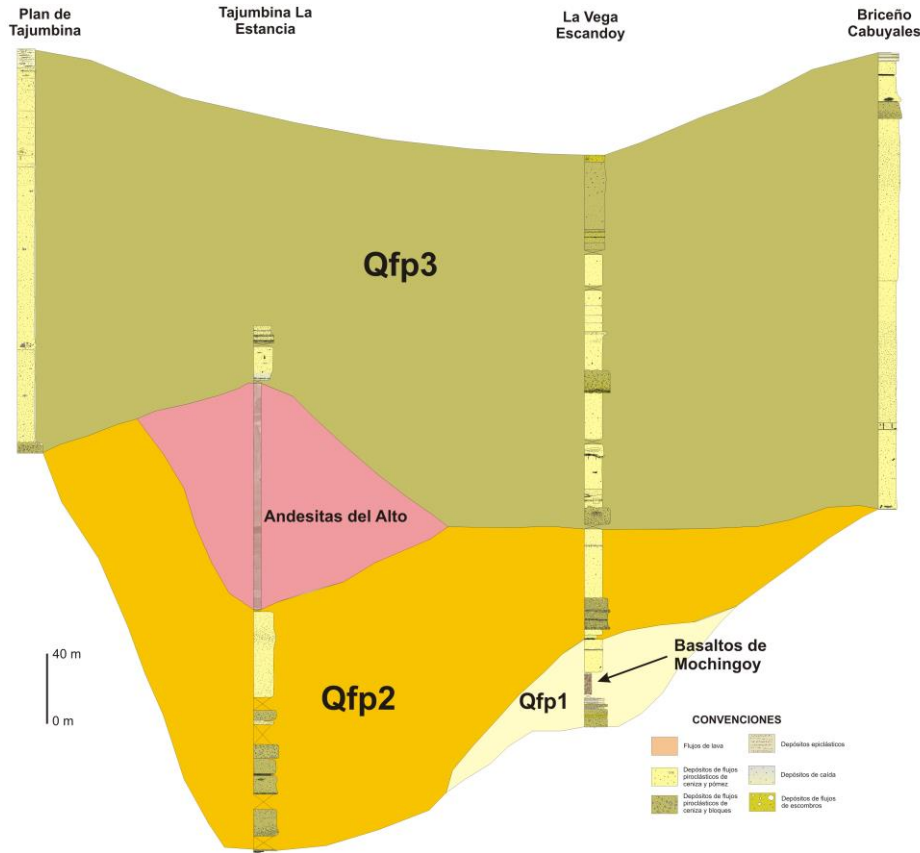 Plan de
Tajumbina
Tajumbina La
Estancia
La Vega
Escandoy
Briceño
Cabuyales
Qfp3
Andesitas del Alto
40 m
0 m
Qfp2
Qfp1
Basaltos de
Mochingoy
CONVENCIONES
Flujos de lava
Depósitos epiclásticos
Depósitos de flujos
piroclásticos de
ceniza y pómez
Depósitos de caída
Depósitos de flujos
piroclásticos de
ceniza y bloques
Depósitos de flujos
de escombros